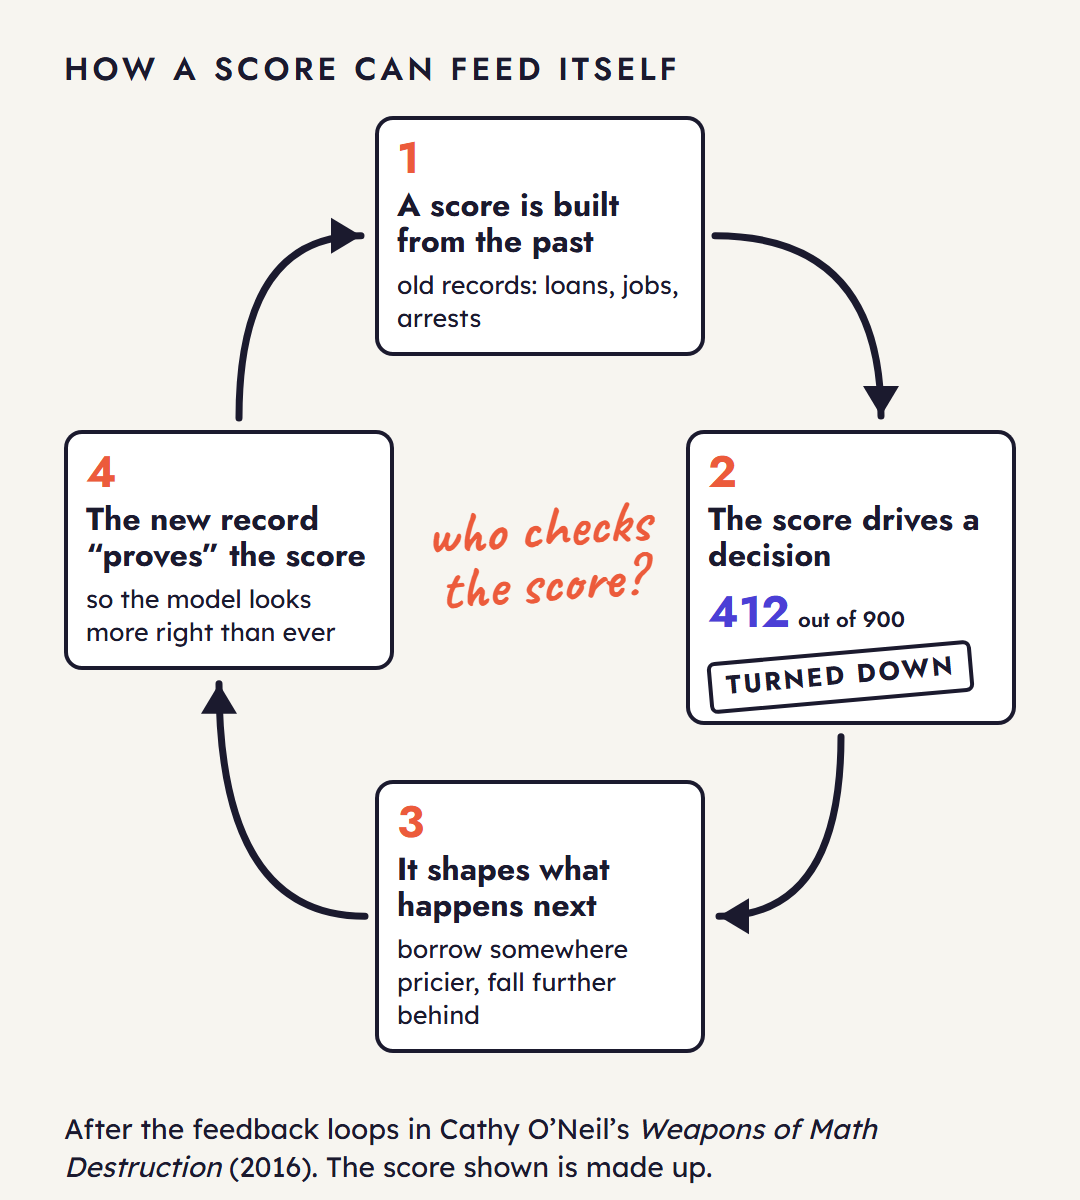 HOW A SCORE CAN FEED ITSELF
1
A score is built
from the past
old records: loans, jobs,
arrests
2
The score drives a
decision
412 out of 900
TURNED DOWN
3
It shapes what
happens next
borrow somewhere
pricier, fall further
behind
4
The new record
“proves” the score
so the model looks
more right than ever
who checks
the score?
After the feedback loops in Cathy O’Neil’s Weapons of Math
Destruction (2016). The score shown is made up.